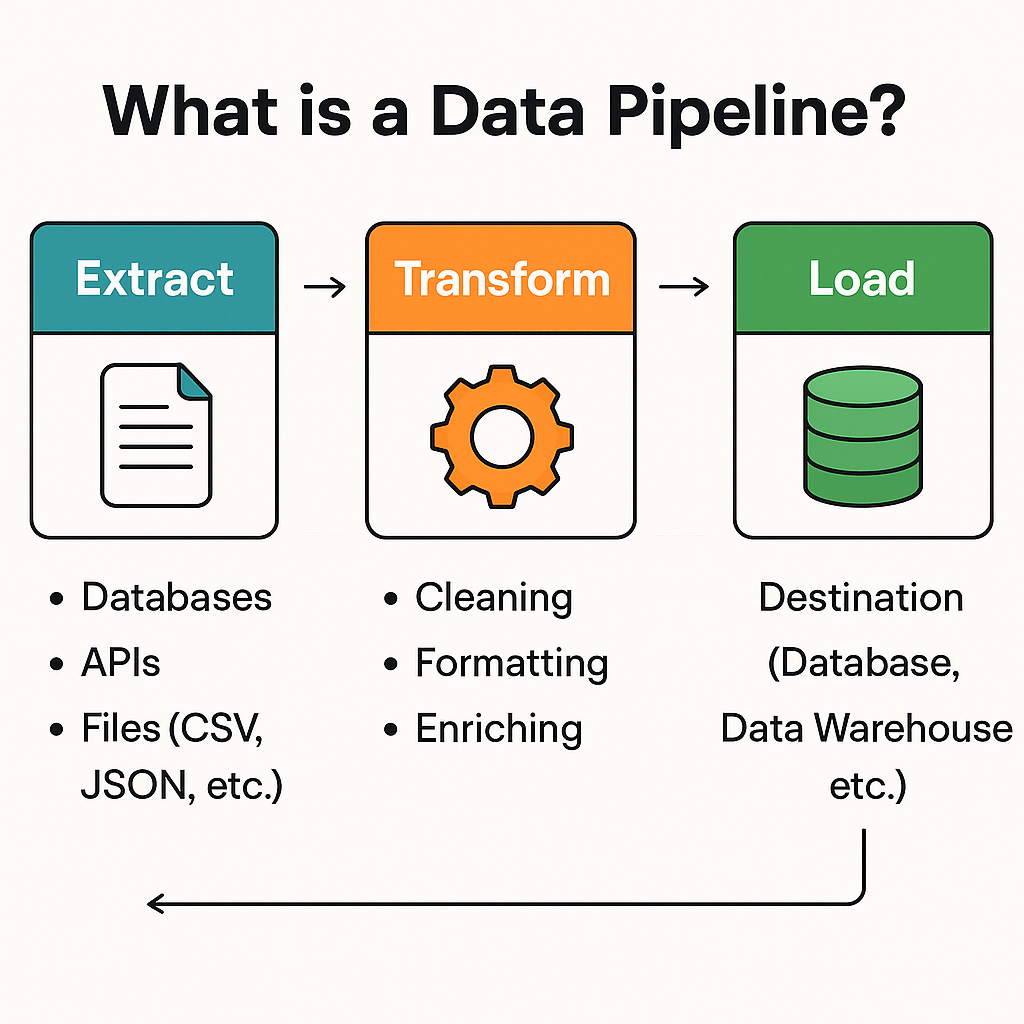 What is a Data Pipeline?
Extract
Transform
Load
• Databases
• APIs
• Files (CSV,
JSON, etc.)
• Cleaning
• Formatting
• Enriching
Destination
(Database,
Data Warehouse
etc.)